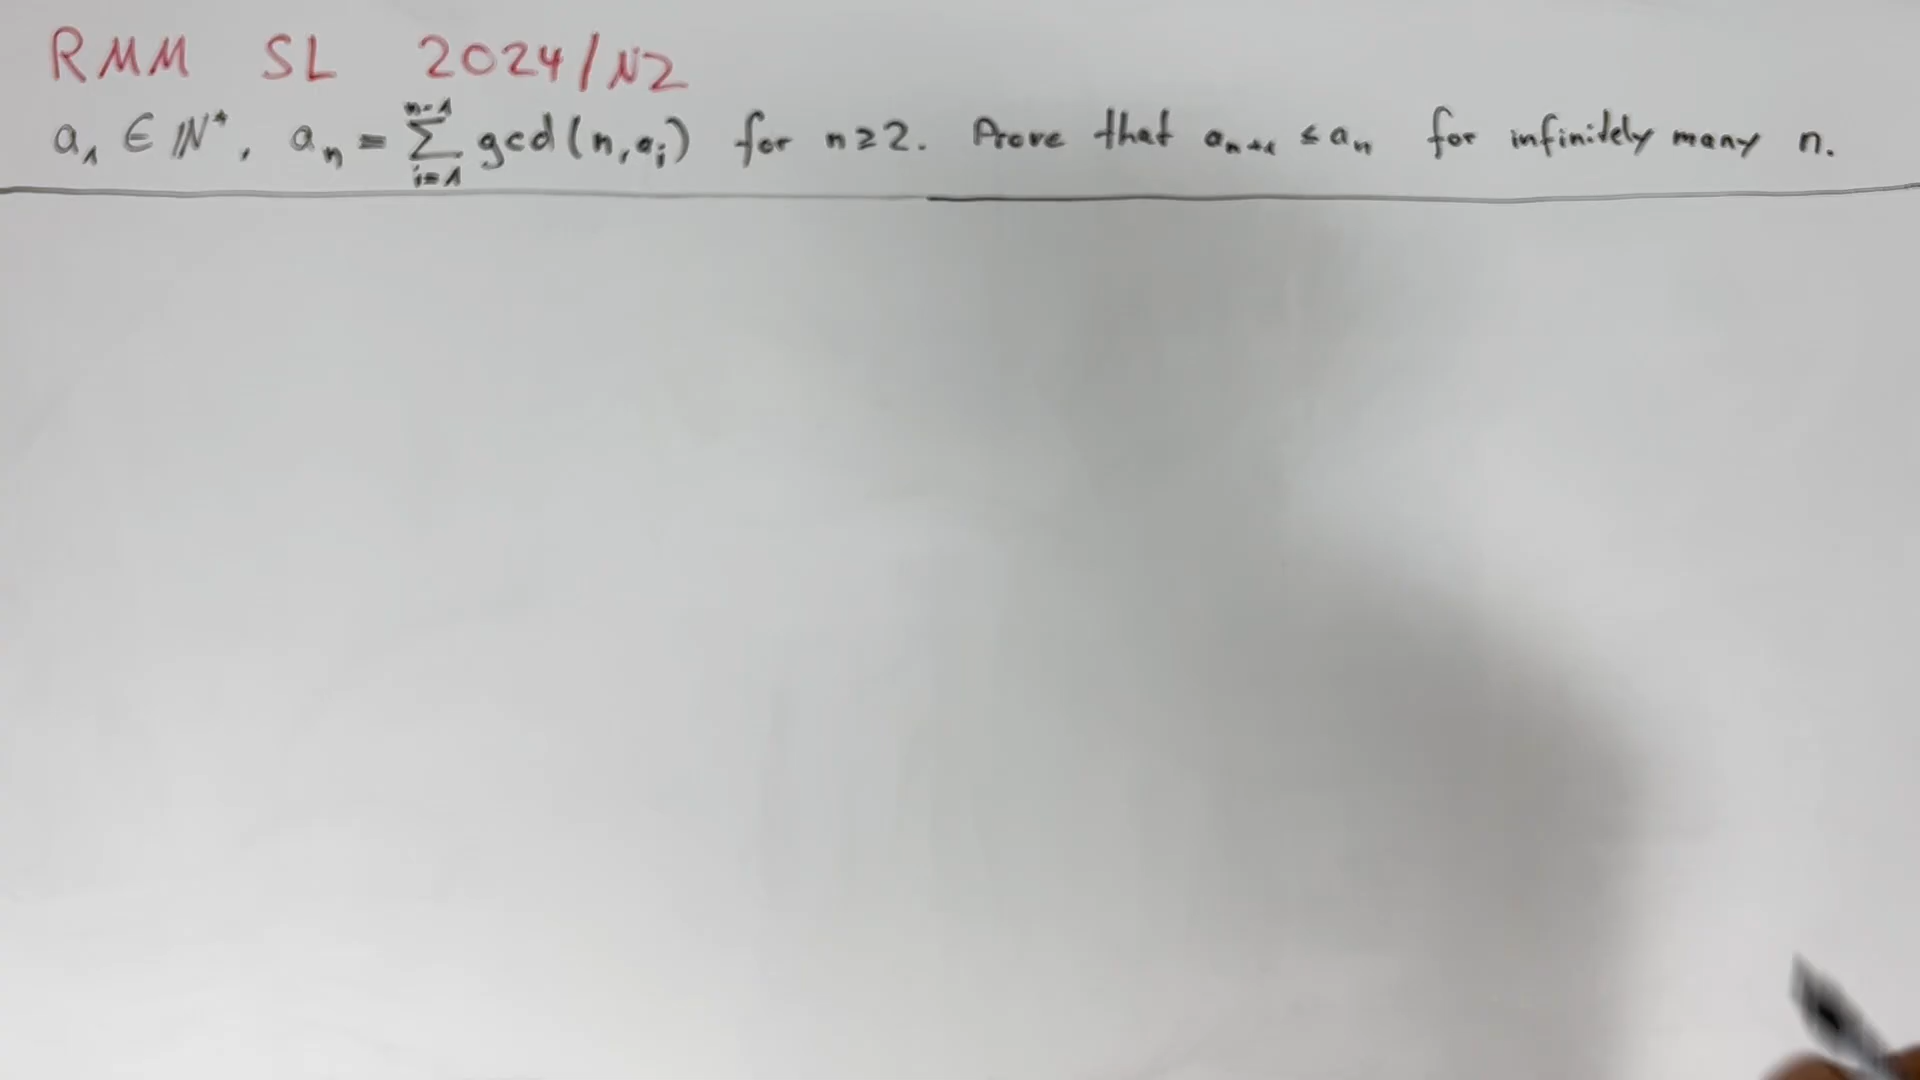 RMM SL 2024/N2
a₁ ∈ ℕ*, aₙ = ∑_{i=1}^{n-1} gcd(n, aᵢ) for n ≥ 2. Prove that aₙ₊₁ ≤ aₙ for infinitely many n.